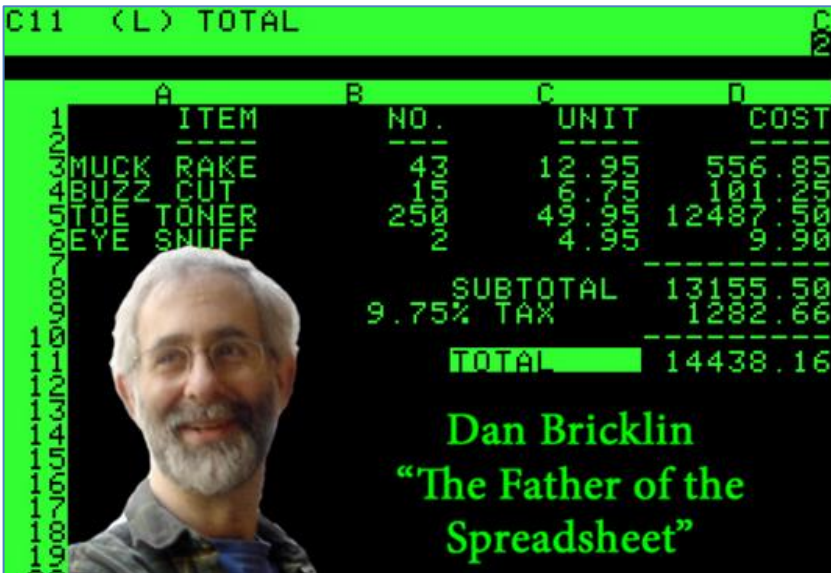 C11 (L) TOTAL
C
2
A B C D
1 ITEM NO. UNIT COST
2 ---- --- ---- ----
3 MUCK RAKE 43 12.95 556.85
4 BUZZ CUT 15 6.75 101.25
5 TOE TONER 250 49.95 12487.50
6 EYE SNUFF 2 4.95 9.90
7 ---------
8 SUBTOTAL 13155.50
9 9.75% TAX 1282.66
10 ---------
11 TOTAL 14438.16
12
13
14
15
16
17
18
19
Dan Bricklin
“The Father of the
Spreadsheet”